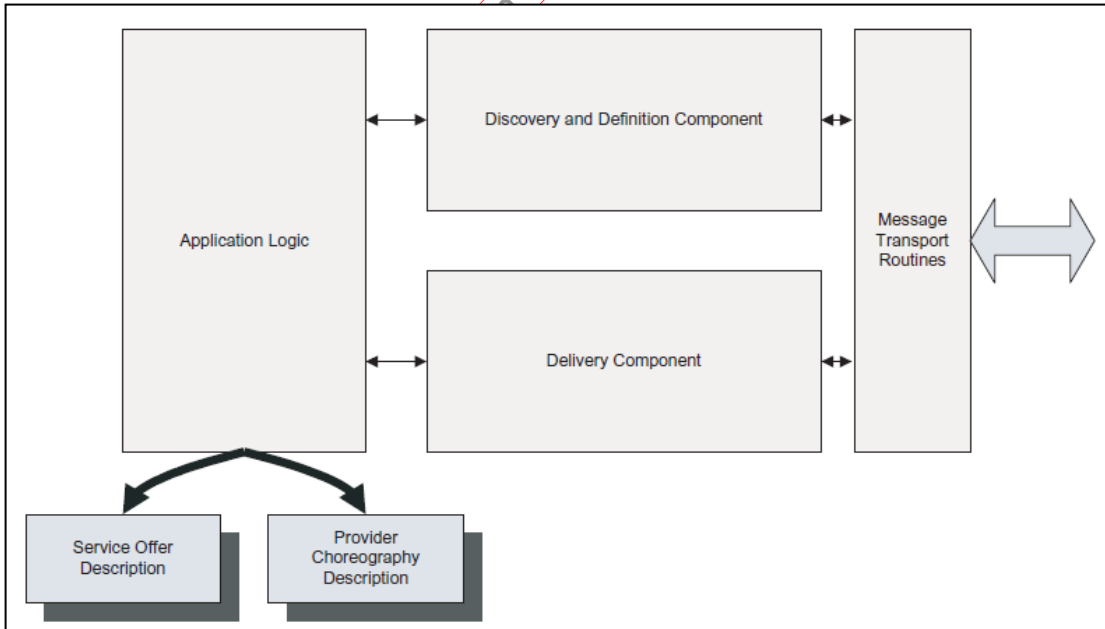 Discovery and Definition Component
Application Logic
Message
Transport
Routines
Delivery Component
Service Offer
Description
Provider
Choreography
Description